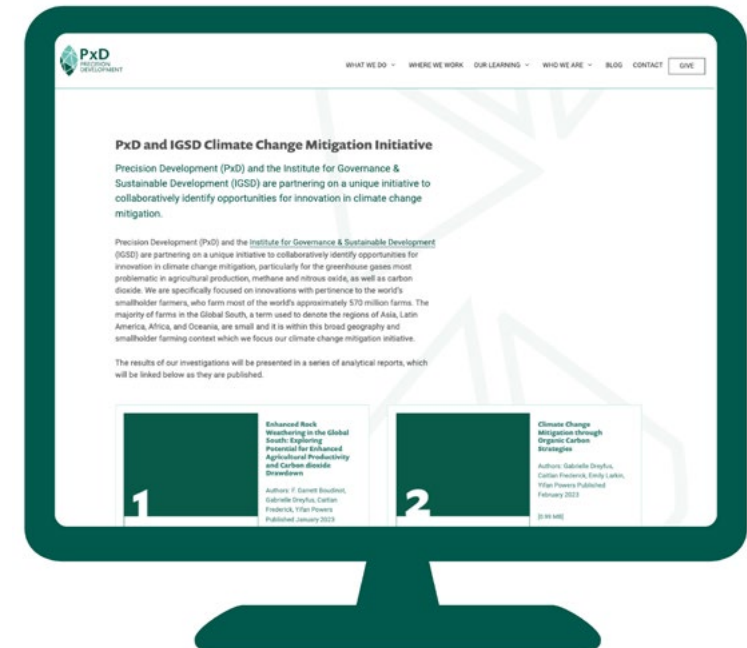 PxD
PRECISION
DEVELOPMENT
WHAT WE DO WHERE WE WORK OUR LEARNING WHO WE ARE BLOG CONTACT GIVE
PxD and IGSD Climate Change Mitigation Initiative
Precision Development (PxD) and the Institute for Governance &
Sustainable Development (IGSD) are partnering on a unique initiative to
collaboratively identify opportunities for innovation in climate change
mitigation.
Precision Development (PxD) and the Institute for Governance & Sustainable Development
(IGSD) are partnering on a unique initiative to collaboratively identify opportunities for
innovation in climate change mitigation, particularly for the greenhouse gases most
problematic in agricultural production, methane and nitrous oxide, as well as carbon
dioxide. We are specifically focused on innovations with pertinence to the world's
smallholder farmers, who farm most of the world's approximately 570 million farms. The
majority of farms in the Global South, a term used to denote the regions of Asia, Latin
America, Africa, and Oceania, are small and it is within this broad geography and
smallholder farming context which we focus our climate change mitigation initiative.
The results of our investigations will be presented in a series of analytical reports, which
will be linked below as they are published.
1
Enhanced Rock
Weathering in the Global
South: Exploring
Potential for Enhanced
Agricultural Productivity
and Carbon dioxide
Drawdown
Authors: F. Garrett Boudinot,
Gabrielle Dreyfus, Caitlan
Frederick, Yifan Powers
Published January 2023
2
Climate Change
Mitigation through
Organic Carbon
Strategies
Authors: Gabrielle Dreyfus,
Caitlan Frederick, Emily Larkin,
Yifan Powers Published
February 2023
[0.99 MB]